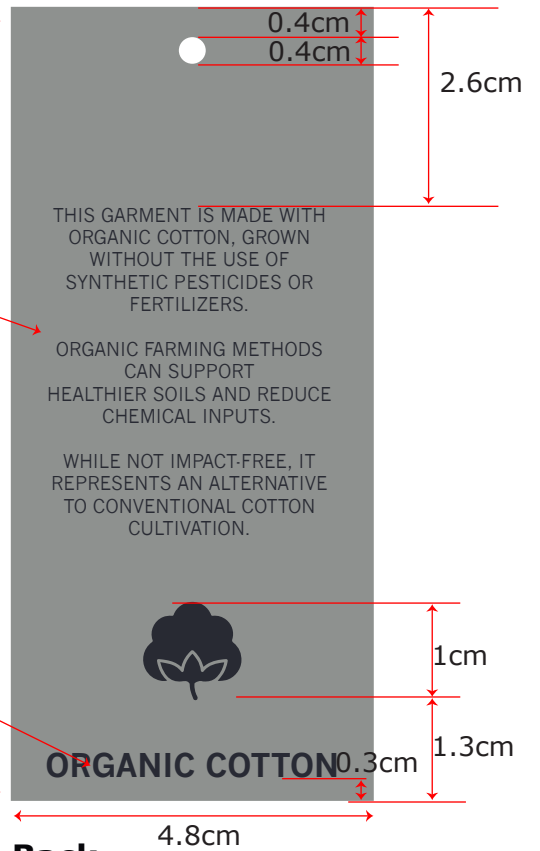 0.4cm
0.4cm
2.6cm
THIS GARMENT IS MADE WITH
ORGANIC COTTON, GROWN
WITHOUT THE USE OF
SYNTHETIC PESTICIDES OR
FERTILIZERS.
ORGANIC FARMING METHODS
CAN SUPPORT
HEALTHIER SOILS AND REDUCE
CHEMICAL INPUTS.
WHILE NOT IMPACT-FREE, IT
REPRESENTS AN ALTERNATIVE
TO CONVENTIONAL COTTON
CULTIVATION.
1cm
1.3cm
ORGANIC COTTON
0.3cm
4.8cm
Back